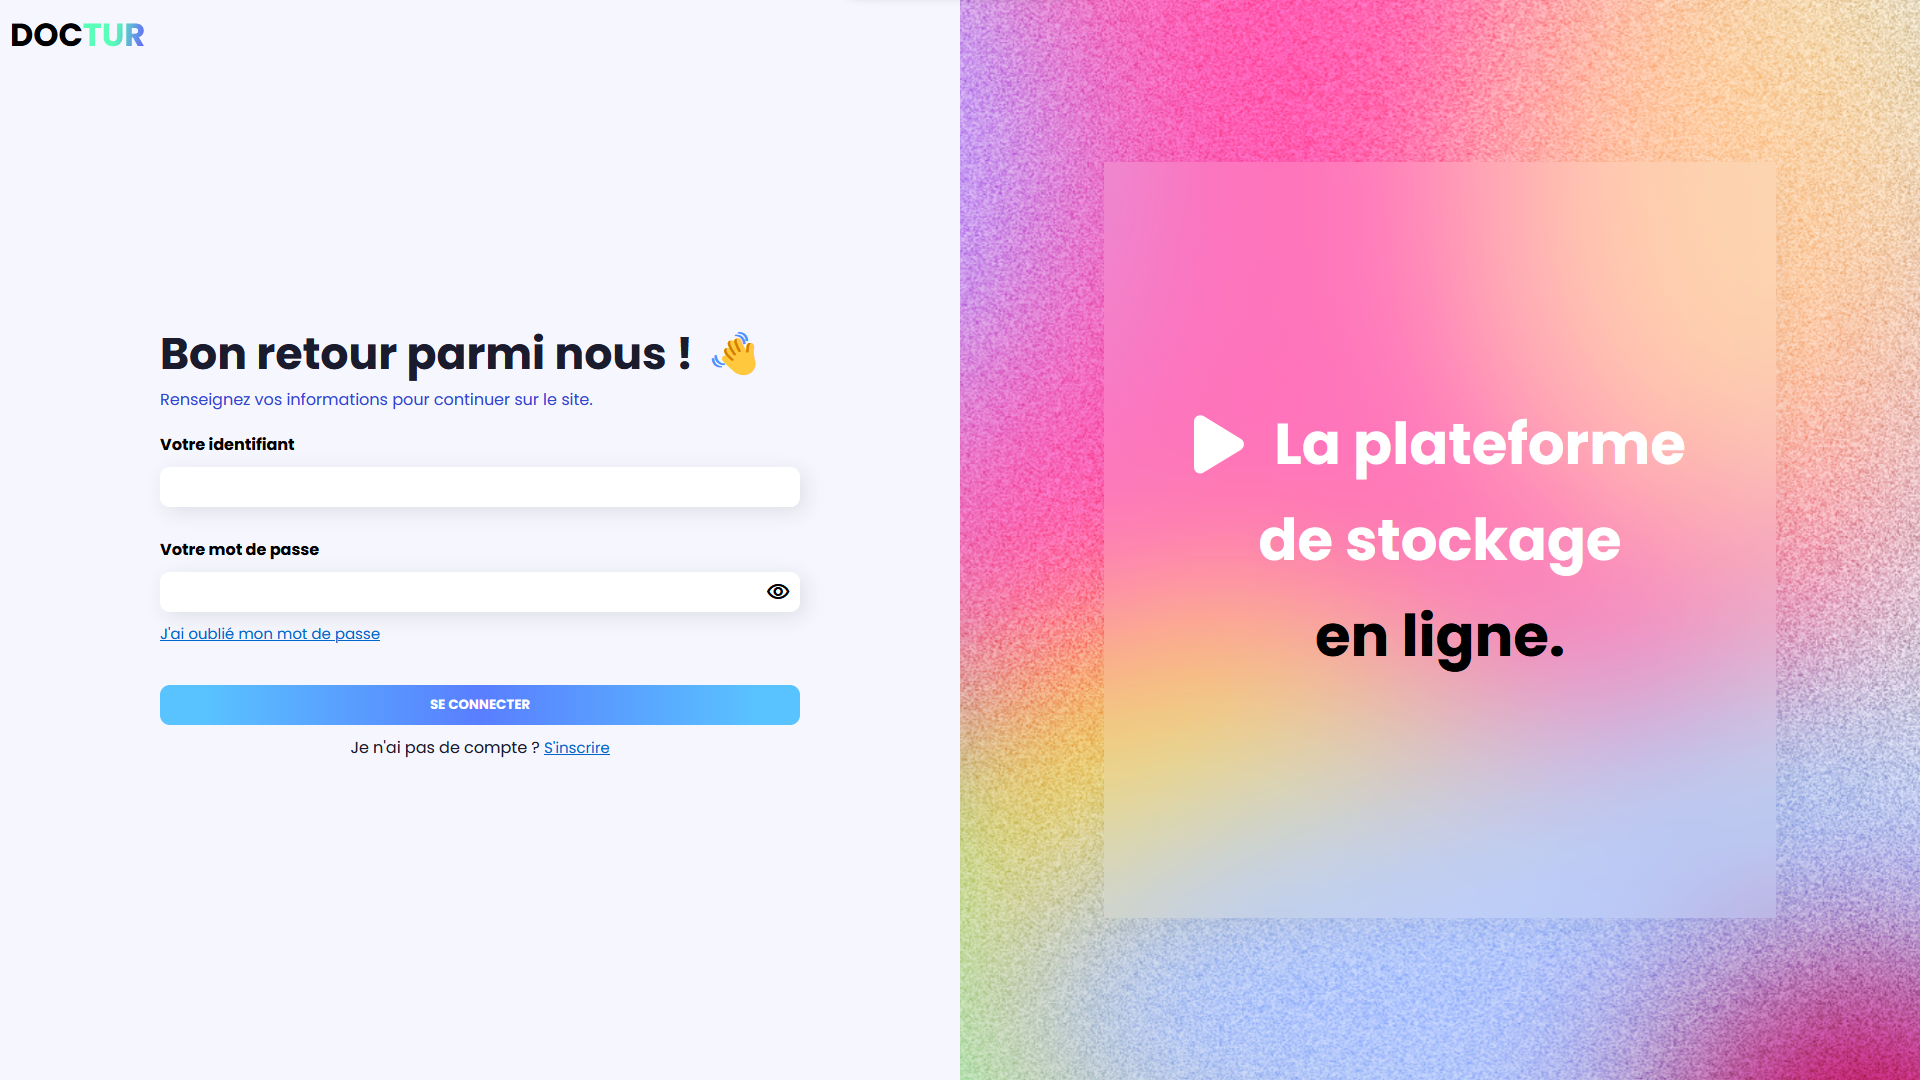 DOCTUR
Bon retour parmi nous !
Renseignez vos informations pour continuer sur le site.
Votre identifiant
Votre mot de passe
J'ai oublié mon mot de passe
SE CONNECTER
Je n'ai pas de compte ? S'inscrire
La plateforme
de stockage
en ligne.